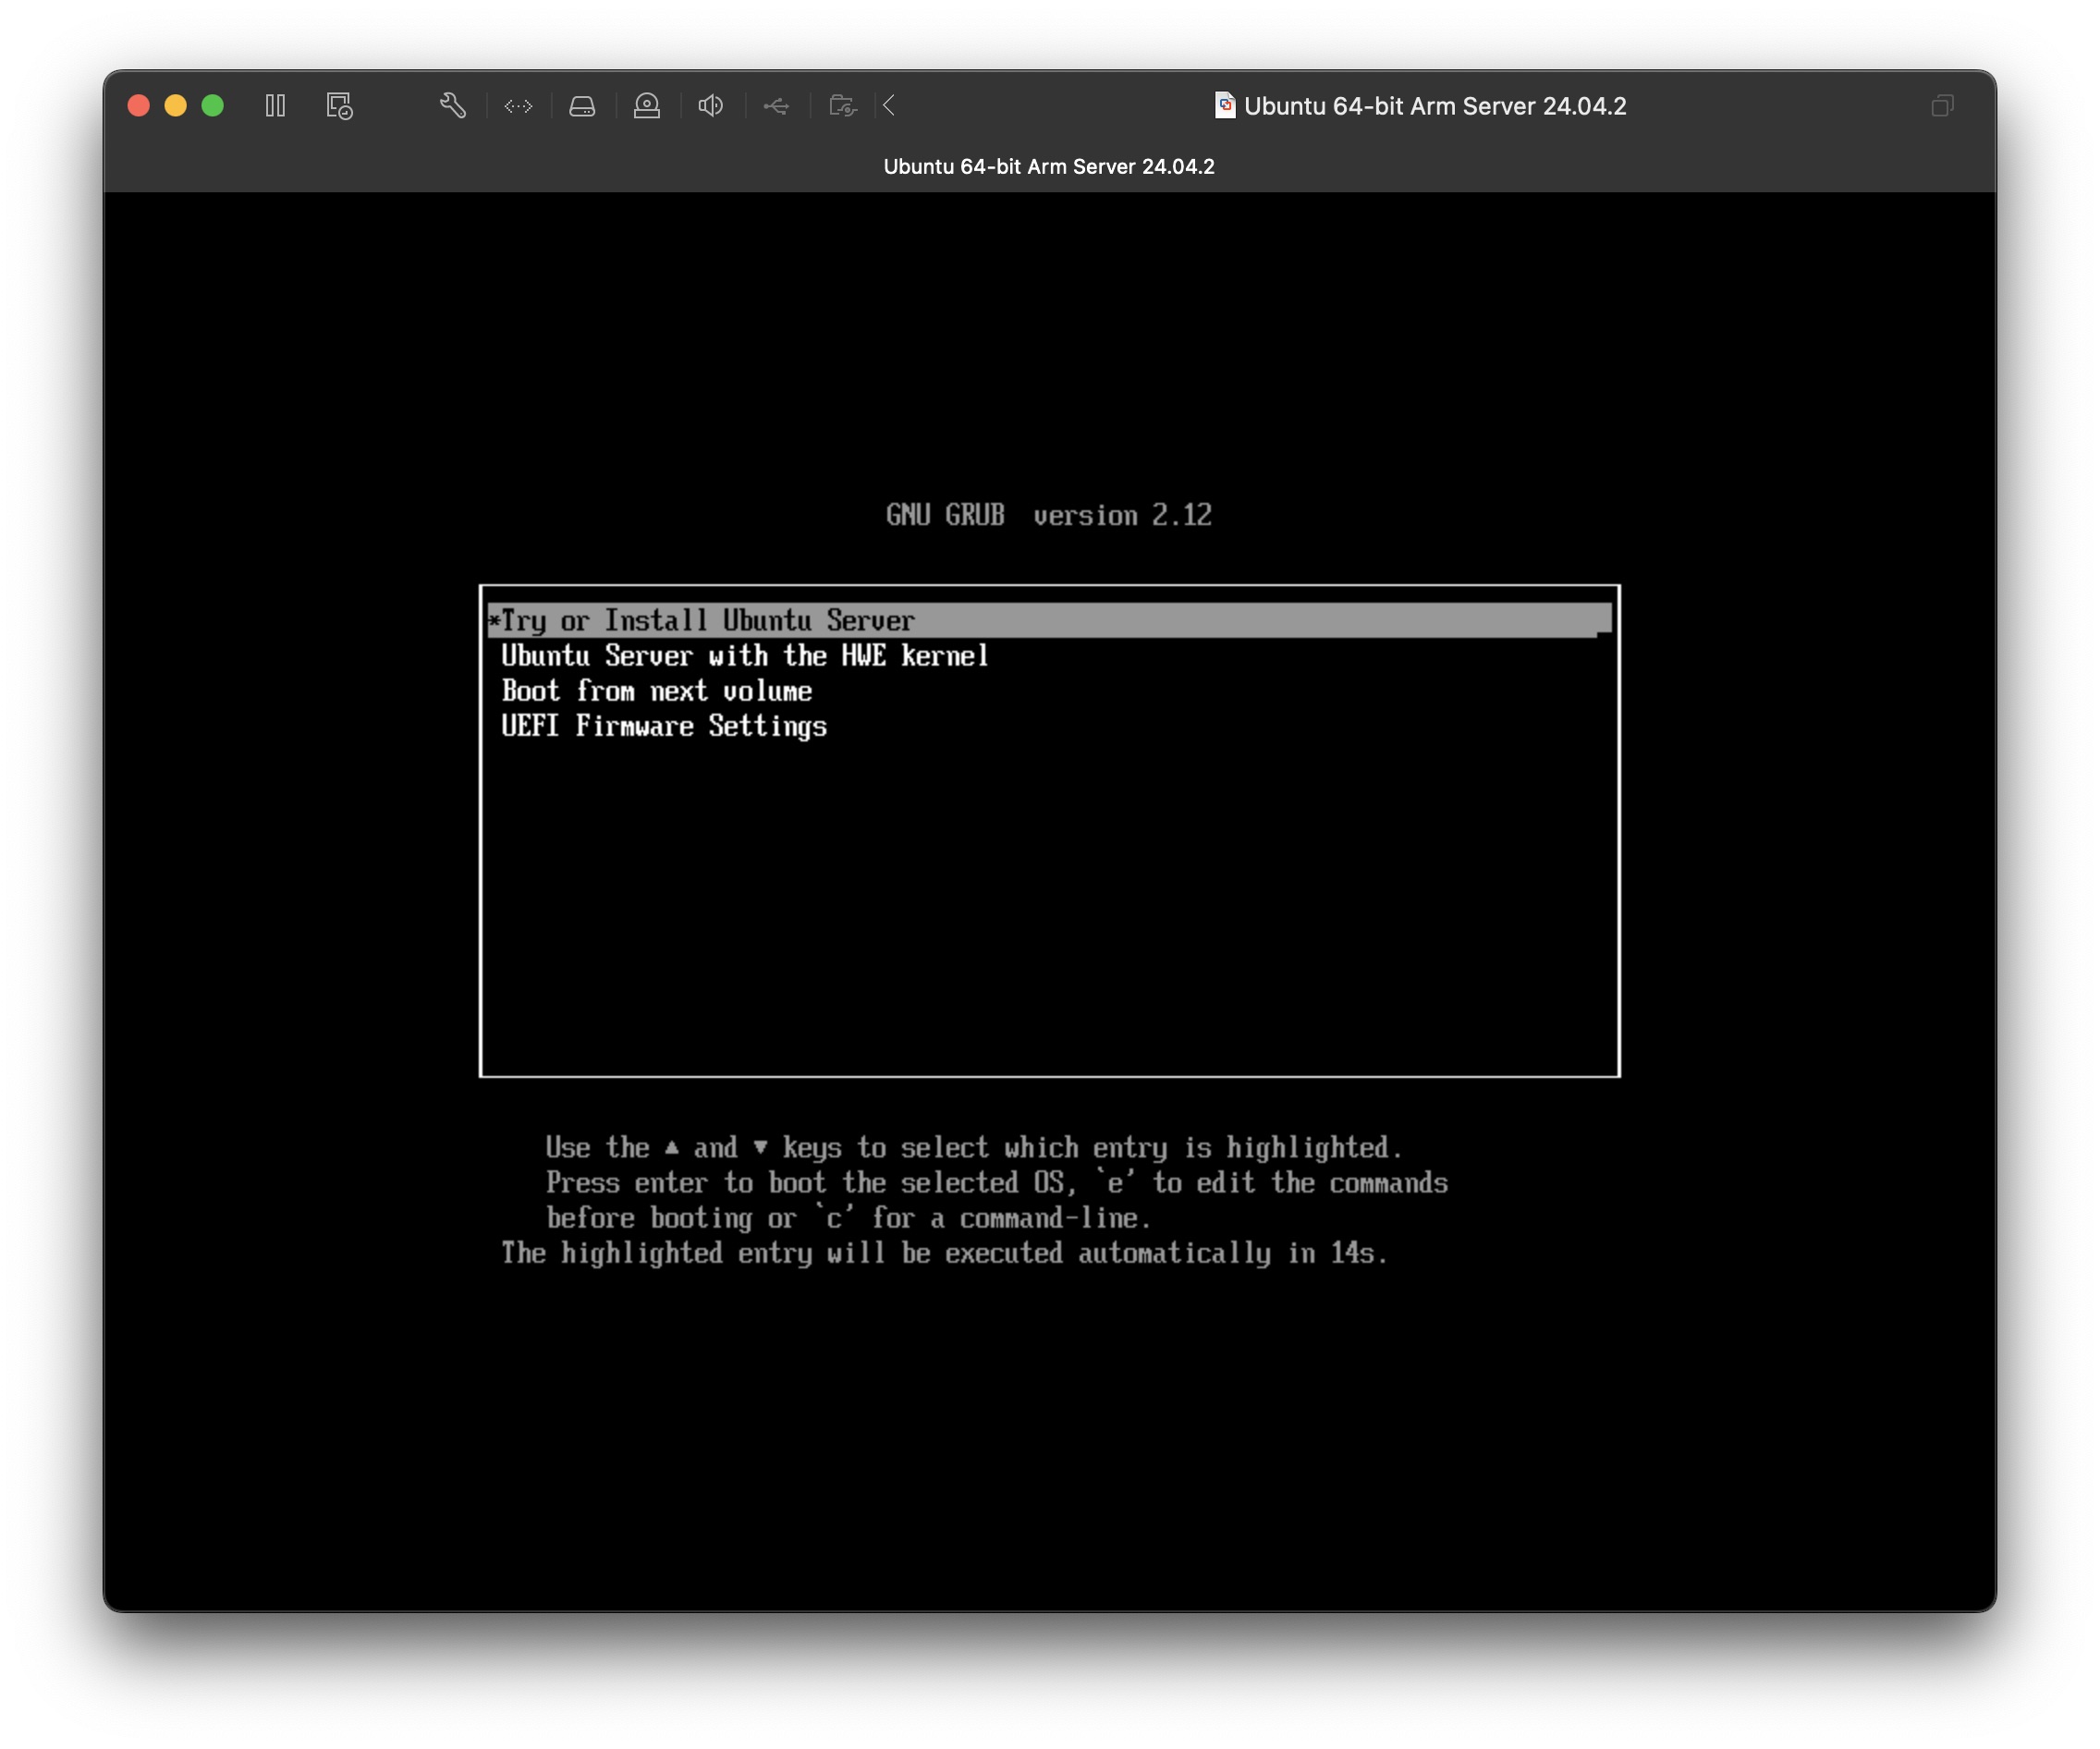 Ubuntu 64-bit Arm Server 24.04.2
Ubuntu 64-bit Arm Server 24.04.2
GNU GRUB  version 2.12
*Try or Install Ubuntu Server
Ubuntu Server with the HWE kernel
Boot from next volume
UEFI Firmware Settings
Use the ▲ and ▼ keys to select which entry is highlighted.
Press enter to boot the selected OS, `e' to edit the commands
before booting or `c' for a command-line.
The highlighted entry will be executed automatically in 14s.